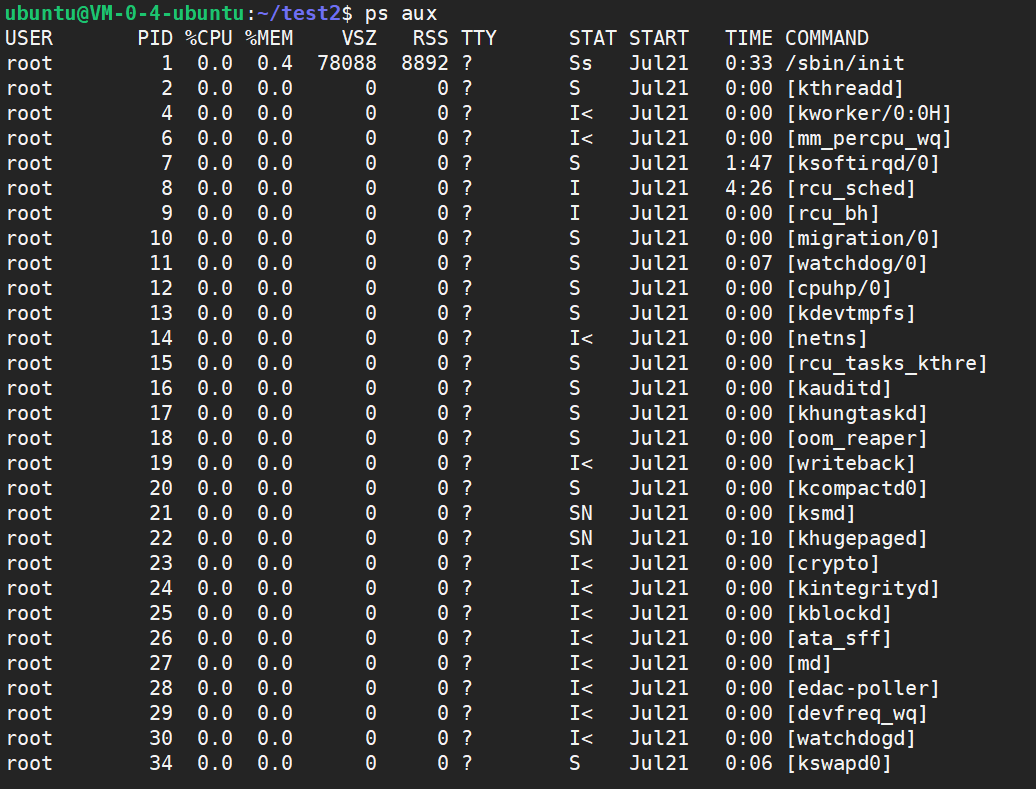 ubuntu@VM-0-4-ubuntu:~/test2$ ps aux
USER       PID %CPU %MEM    VSZ   RSS TTY      STAT START   TIME COMMAND
root         1  0.0  0.4  78088  8892 ?        Ss   Jul21   0:33 /sbin/init
root         2  0.0  0.0      0     0 ?        S    Jul21   0:00 [kthreadd]
root         4  0.0  0.0      0     0 ?        I<   Jul21   0:00 [kworker/0:0H]
root         6  0.0  0.0      0     0 ?        I<   Jul21   0:00 [mm_percpu_wq]
root         7  0.0  0.0      0     0 ?        S    Jul21   1:47 [ksoftirqd/0]
root         8  0.0  0.0      0     0 ?        I    Jul21   4:26 [rcu_sched]
root         9  0.0  0.0      0     0 ?        I    Jul21   0:00 [rcu_bh]
root        10  0.0  0.0      0     0 ?        S    Jul21   0:00 [migration/0]
root        11  0.0  0.0      0     0 ?        S    Jul21   0:07 [watchdog/0]
root        12  0.0  0.0      0     0 ?        S    Jul21   0:00 [cpuhp/0]
root        13  0.0  0.0      0     0 ?        S    Jul21   0:00 [kdevtmpfs]
root        14  0.0  0.0      0     0 ?        I<   Jul21   0:00 [netns]
root        15  0.0  0.0      0     0 ?        S    Jul21   0:00 [rcu_tasks_kthre]
root        16  0.0  0.0      0     0 ?        S    Jul21   0:00 [kauditd]
root        17  0.0  0.0      0     0 ?        S    Jul21   0:00 [khungtaskd]
root        18  0.0  0.0      0     0 ?        S    Jul21   0:00 [oom_reaper]
root        19  0.0  0.0      0     0 ?        I<   Jul21   0:00 [writeback]
root        20  0.0  0.0      0     0 ?        S    Jul21   0:00 [kcompactd0]
root        21  0.0  0.0      0     0 ?        SN   Jul21   0:00 [ksmd]
root        22  0.0  0.0      0     0 ?        SN   Jul21   0:10 [khugepaged]
root        23  0.0  0.0      0     0 ?        I<   Jul21   0:00 [crypto]
root        24  0.0  0.0      0     0 ?        I<   Jul21   0:00 [kintegrityd]
root        25  0.0  0.0      0     0 ?        I<   Jul21   0:00 [kblockd]
root        26  0.0  0.0      0     0 ?        I<   Jul21   0:00 [ata_sff]
root        27  0.0  0.0      0     0 ?        I<   Jul21   0:00 [md]
root        28  0.0  0.0      0     0 ?        I<   Jul21   0:00 [edac-poller]
root        29  0.0  0.0      0     0 ?        I<   Jul21   0:00 [devfreq_wq]
root        30  0.0  0.0      0     0 ?        I<   Jul21   0:00 [watchdogd]
root        34  0.0  0.0      0     0 ?        S    Jul21   0:06 [kswapd0]